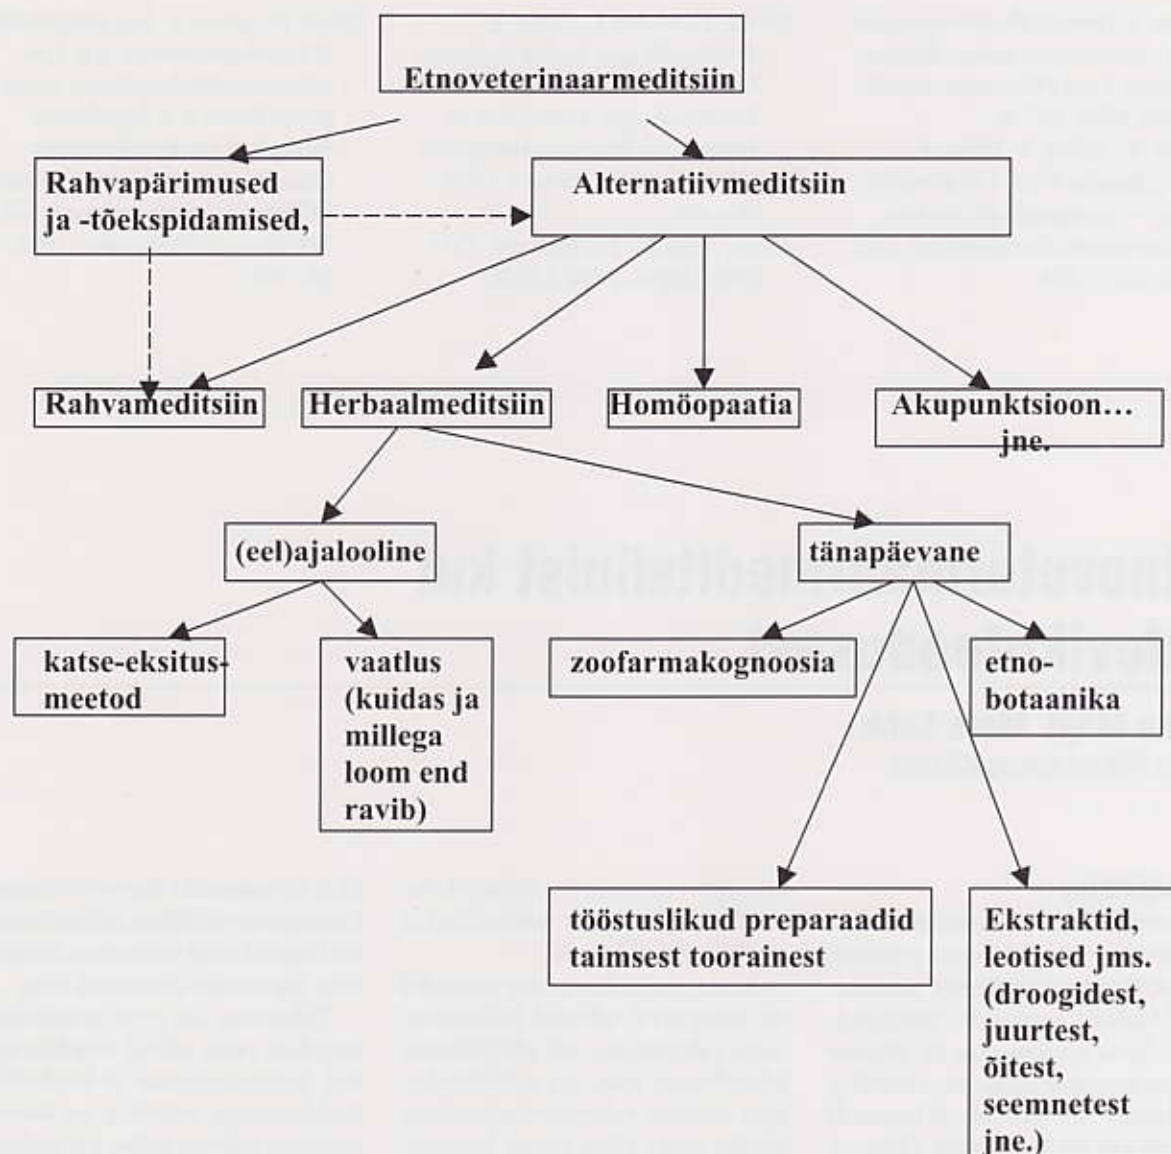 Etnoveterinaarmeditsiin
Rahvapärimused
ja -tõekspidamised,
Alternatiivmeditsiin
Rahvameditsiin
Herbaalmeditsiin
Homöopaatia
Akupunktsioon…
jne.
(eel)ajalooline
tänapäevane
katse-eksitus-
meetod
vaatlus
(kuidas ja
millega
loom end
ravib)
zoofarmakognoosia
etno-
botaanika
tööstuslikud preparaadid
taimsest toorainest
Ekstraktid,
leotised jms.
(droogidest,
juurtest,
õitest,
seemnetest
jne.)